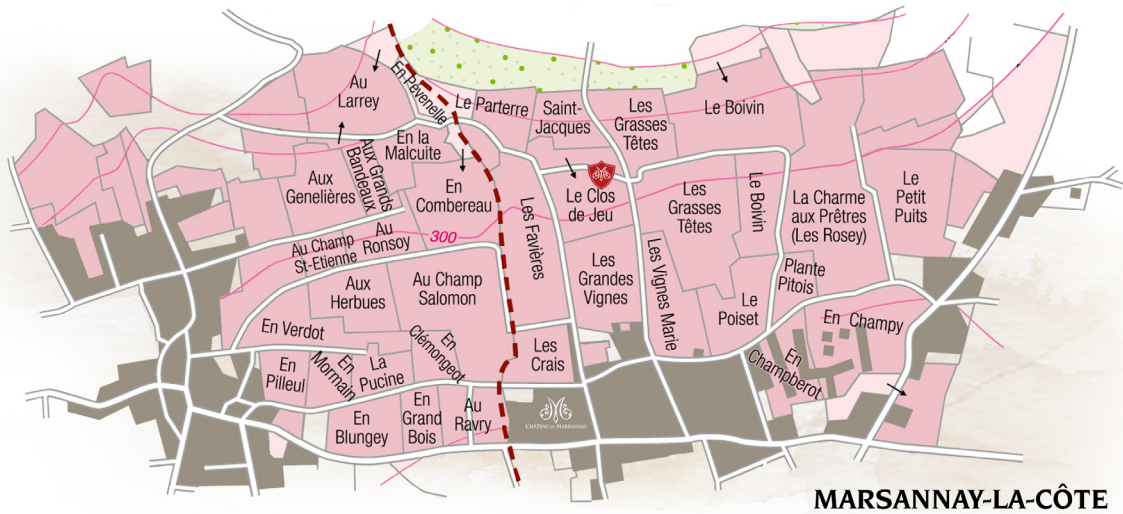 Au
Larrey
En Pévenelle
Le Parterre
Saint-
Jacques
Les
Grasses
Têtes
Le Boivin
En la
Malcuite
Aux Grands
Bandeaux
Aux
Genelières
En
Combereau
Les Favières
Le Clos
de Jeu
Les
Grasses
Têtes
Le Boivin
La Charme
aux Prêtres
(Les Rosey)
Le
Petit
Puits
Au Champ
St-Etienne
Au
Ronsoy
300
Aux
Herbues
Au Champ
Salomon
Les
Grandes
Vignes
Les Vignes Marie
Le
Poiset
Plante
Pitois
En Champy
En Verdot
En
Pilleul
En
Mormain
La
Pucine
En
Clémongeot
Les
Crais
En
Champberot
En
Blungey
En
Grand
Bois
Au
Ravry
Château de Marsannay
MARSANNAY-LA-CÔTE